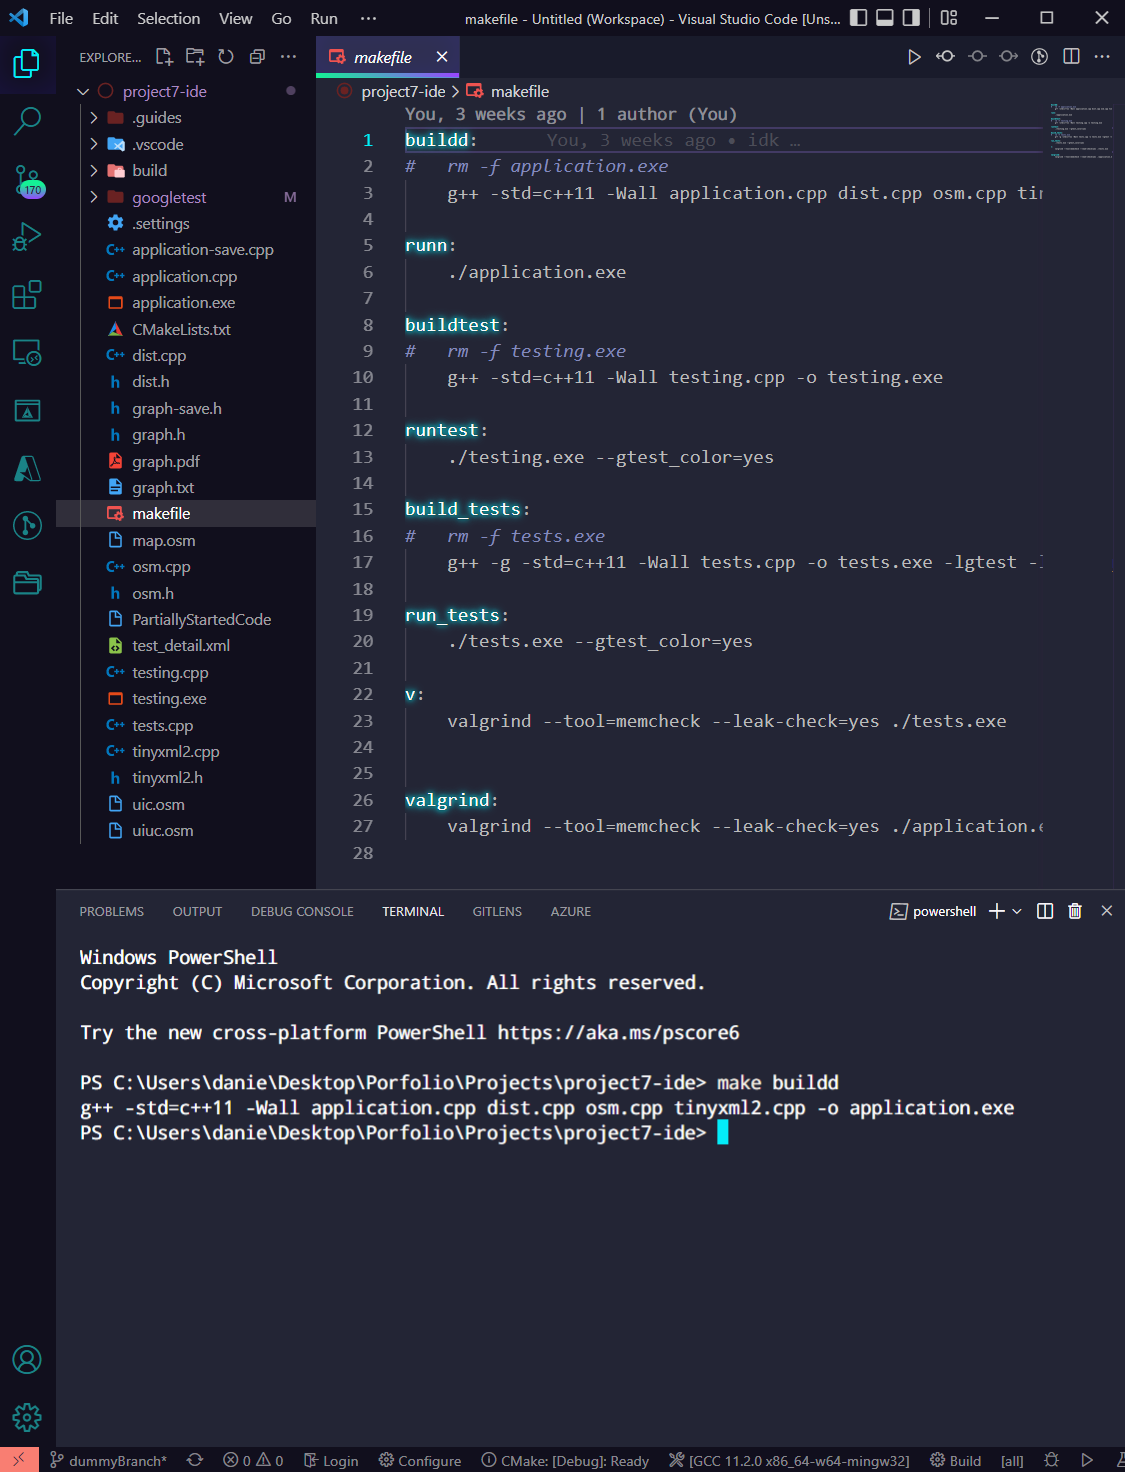 File Edit Selection View Go Run ··· makefile - Untitled (Workspace) - Visual Studio Code [Uns...
EXPLORE...
makefile
project7-ide
project7-ide > makefile
.guides
.vscode
build
googletest M
.settings
application-save.cpp
application.cpp
application.exe
CMakeLists.txt
dist.cpp
dist.h
graph-save.h
graph.h
graph.pdf
graph.txt
makefile
map.osm
osm.cpp
osm.h
PartiallyStartedCode
test_detail.xml
testing.cpp
testing.exe
tests.cpp
tinyxml2.cpp
tinyxml2.h
uic.osm
uiuc.osm
170
You, 3 weeks ago | 1 author (You)
1 buildd: You, 3 weeks ago • idk …
2 # rm -f application.exe
3 g++ -std=c++11 -Wall application.cpp dist.cpp osm.cpp tin
4
5 runn:
6 ./application.exe
7
8 buildtest:
9 # rm -f testing.exe
10 g++ -std=c++11 -Wall testing.cpp -o testing.exe
11
12 runtest:
13 ./testing.exe --gtest_color=yes
14
15 build_tests:
16 # rm -f tests.exe
17 g++ -g -std=c++11 -Wall tests.cpp -o tests.exe -lgtest -l
18
19 run_tests:
20 ./tests.exe --gtest_color=yes
21
22 v:
23 valgrind --tool=memcheck --leak-check=yes ./tests.exe
24
25
26 valgrind:
27 valgrind --tool=memcheck --leak-check=yes ./application.e
28
PROBLEMS OUTPUT DEBUG CONSOLE TERMINAL GITLENS AZURE powershell
Windows PowerShell
Copyright (C) Microsoft Corporation. All rights reserved.
Try the new cross-platform PowerShell https://aka.ms/pscore6
PS C:\Users\danie\Desktop\Porfolio\Projects\project7-ide> make buildd
g++ -std=c++11 -Wall application.cpp dist.cpp osm.cpp tinyxml2.cpp -o application.exe
PS C:\Users\danie\Desktop\Porfolio\Projects\project7-ide>
dummyBranch* 0 0 Login Configure CMake: [Debug]: Ready [GCC 11.2.0 x86_64-w64-mingw32] Build [all]